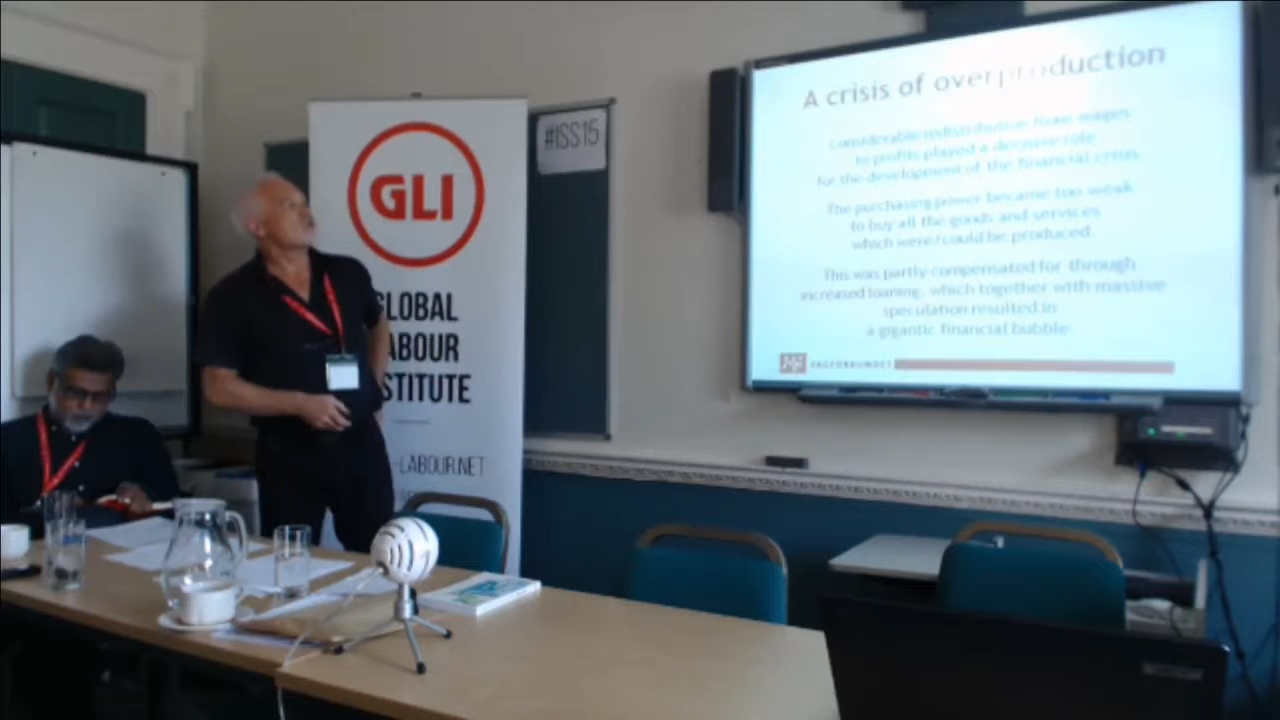 GLI
GLOBAL
LABOUR
INSTITUTE
-LABOUR.NET
#ISS15
A crisis of overproduction
Considerable redistribution from wages
to profits played a decisive role
for the development of the financial crisis.
The purchasing power became too weak
to buy all the goods and services
which were/could be produced.
This was partly compensated for through
increased loaning, which together with massive
speculation resulted in
a gigantic financial bubble
FAGFORBUNDET